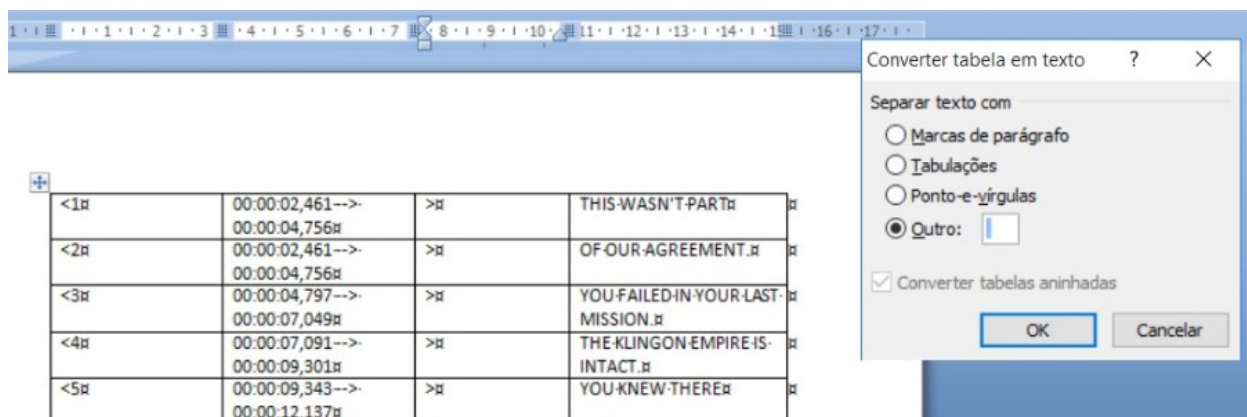 1 · 1 · 2 · 3 · 4 · 5 · 6 · 7 · 8 · 9 · 10 · 11 · 12 · 13 · 14 · 15 · 16 · 17
Converter tabela em texto ? ×
Separar texto com
Marcas de parágrafo
Tabulações
Ponto-e-vírgulas
Outro:
Converter tabelas aninhadas
OK Cancelar
<1¤ 00:00:02,461-->· >¤ THIS·WASN'T·PART¤ ¤
00:00:04,756¤
<2¤ 00:00:02,461-->· >¤ OF·OUR·AGREEMENT.¤ ¤
00:00:04,756¤
<3¤ 00:00:04,797-->· >¤ YOU·FAILED·IN·YOUR·LAST· ¤
00:00:07,049¤ MISSION.¤
<4¤ 00:00:07,091-->· >¤ THE·KLINGON·EMPIRE·IS· ¤
00:00:09,301¤ INTACT.¤
<5¤ 00:00:09,343-->· >¤ YOU·KNEW·THERE¤ ¤
00:00:12,137¤